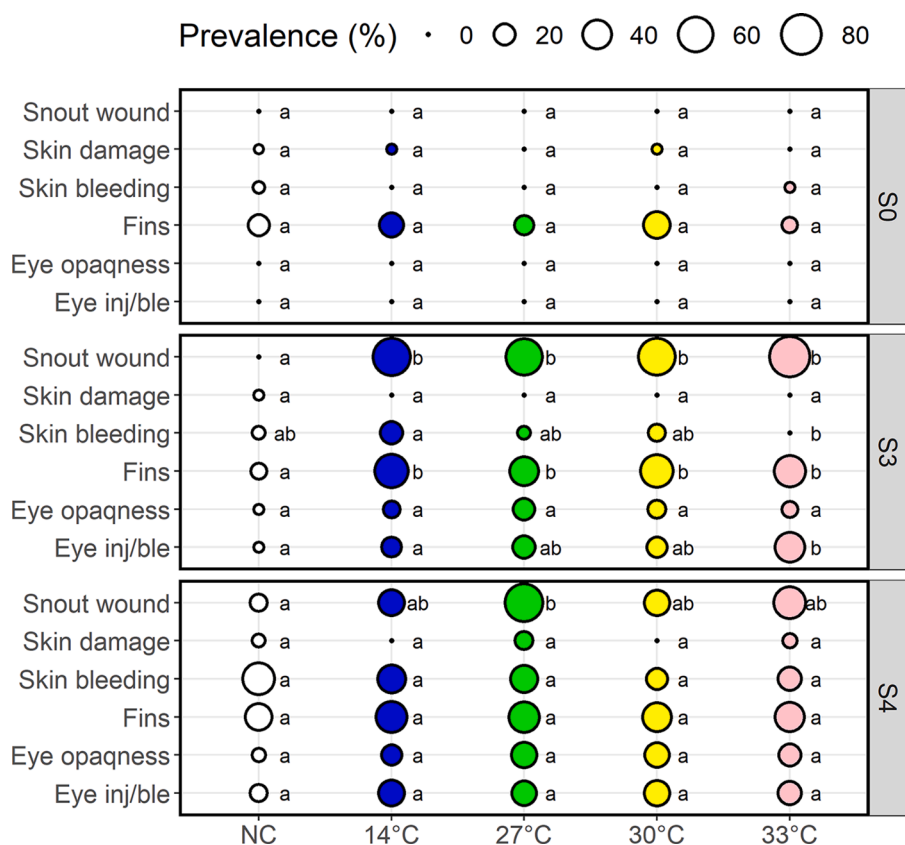 Prevalence (%) 0 20 40 60 80
Snout wound a a a a a
Skin damage a a a a a
Skin bleeding a a a a a
Fins a a a a a
Eye opaqness a a a a a
Eye inj/ble a a a a a
S0
Snout wound a b b b b
Skin damage a a a a a
Skin bleeding ab a ab ab b
Fins a b b b b
Eye opaqness a a a a a
Eye inj/ble a a ab ab b
S3
Snout wound a ab b ab ab
Skin damage a a a a a
Skin bleeding a a a a a
Fins a a a a a
Eye opaqness a a a a a
Eye inj/ble a a a a a
S4
NC 14°C 27°C 30°C 33°C